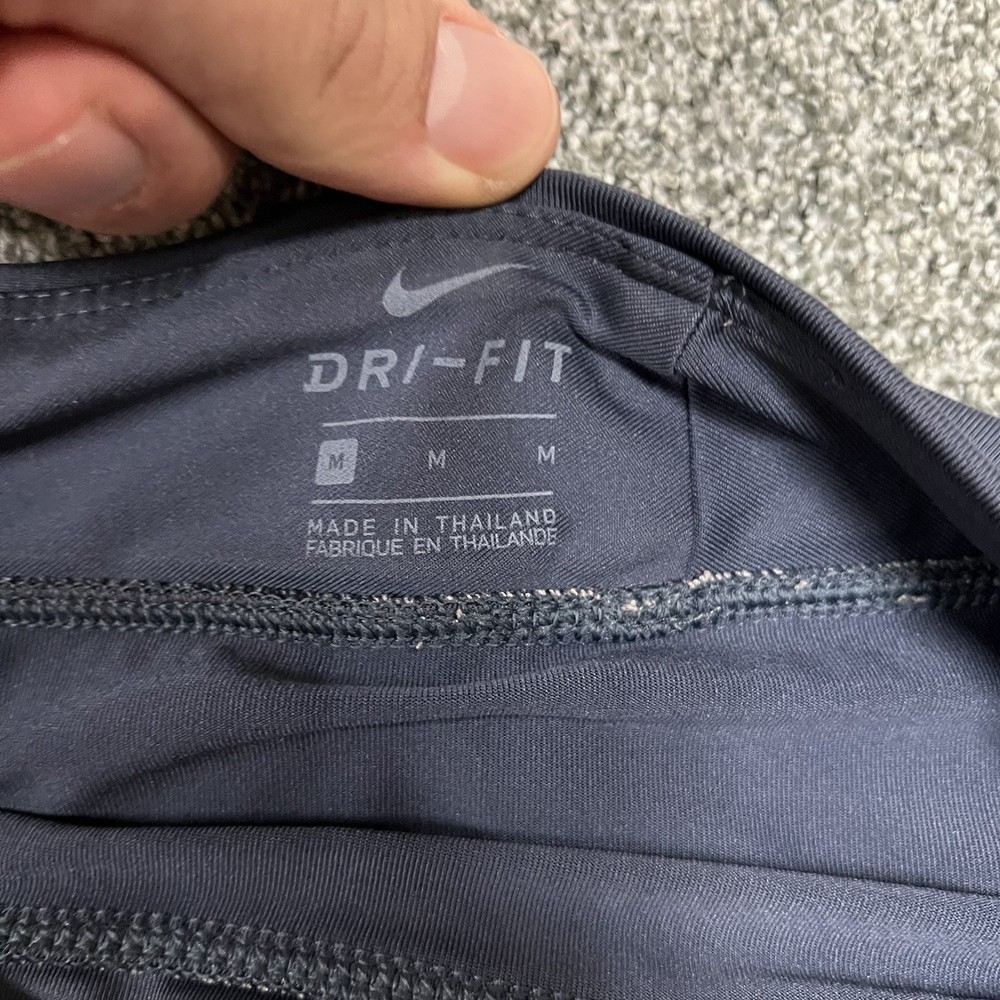 DRI-FIT
M M M
MADE IN THAILAND
FABRIQUE EN THAILANDE